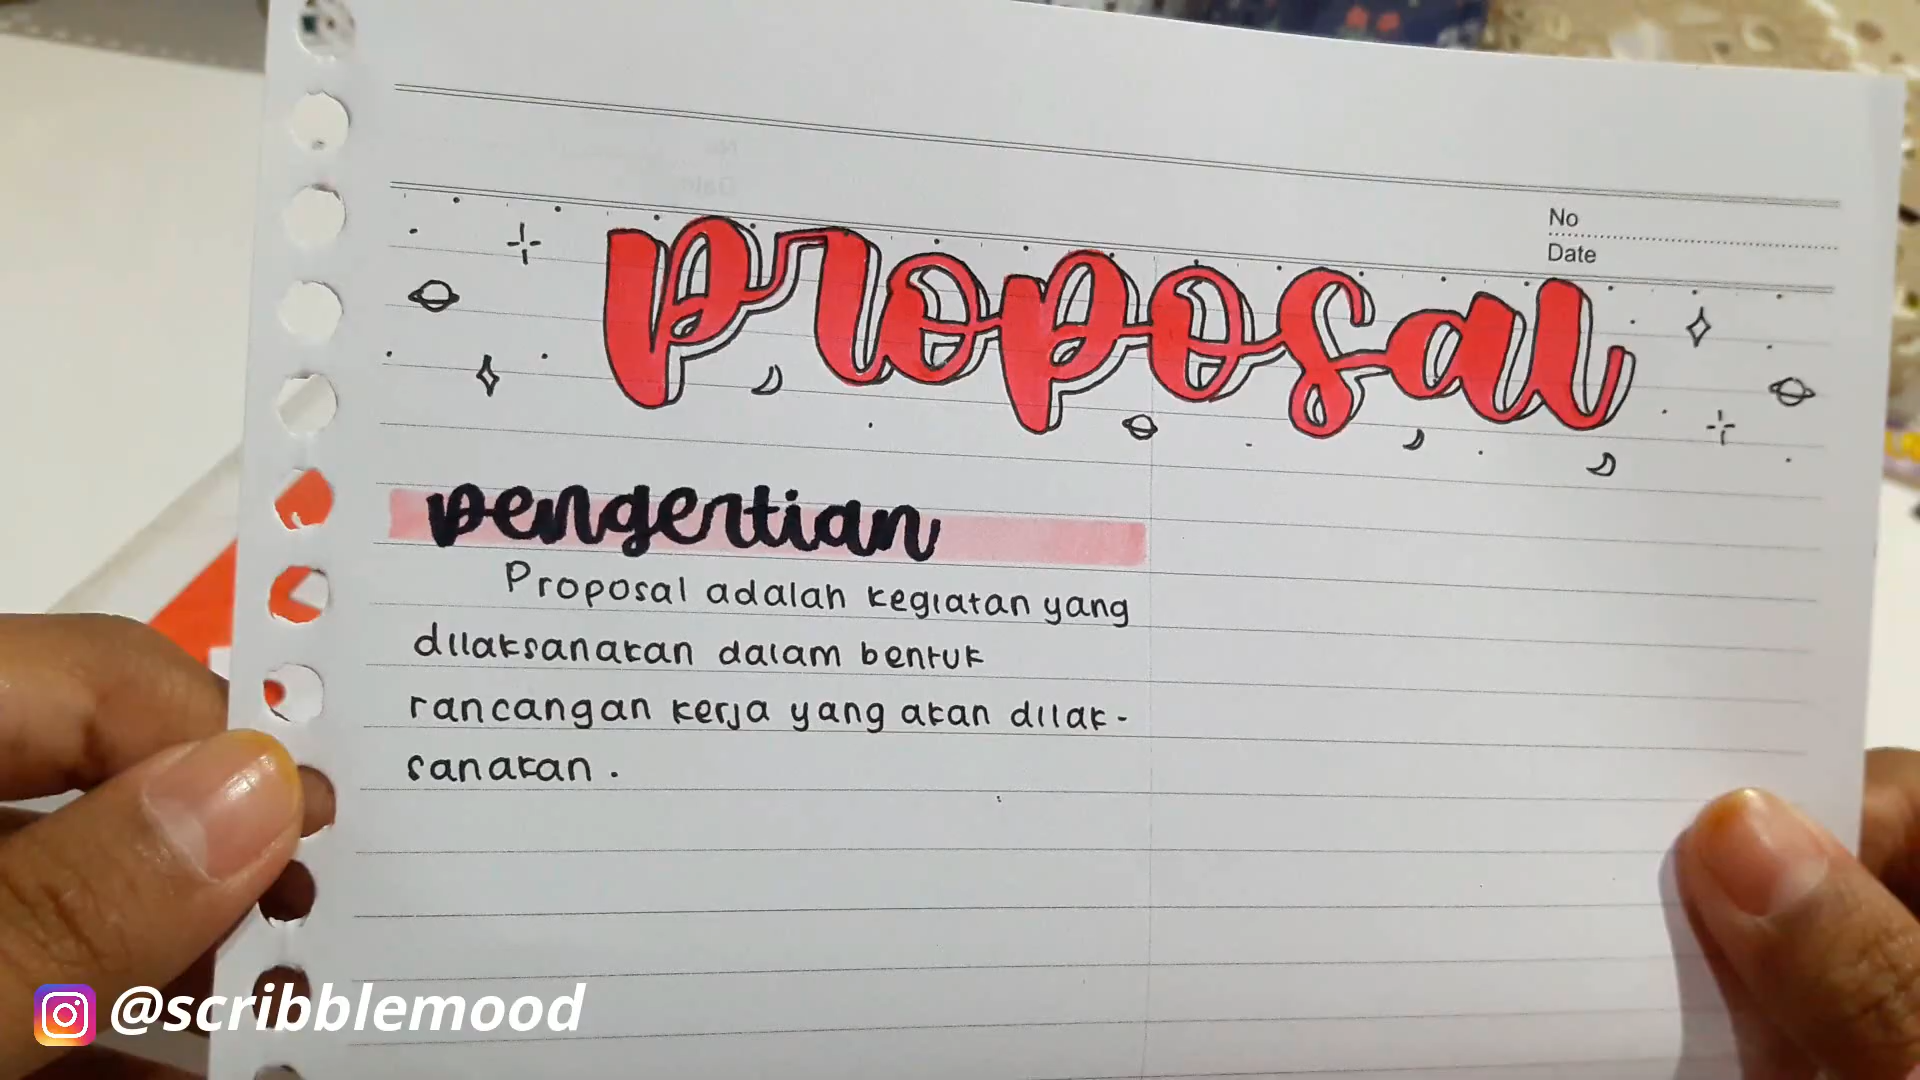 No
Date
proposal
pengertian
Proposal adalah kegiatan yang
dilaksanakan dalam bentuk
rancangan kerja yang akan dilak-
sanakan.
@scribblemood